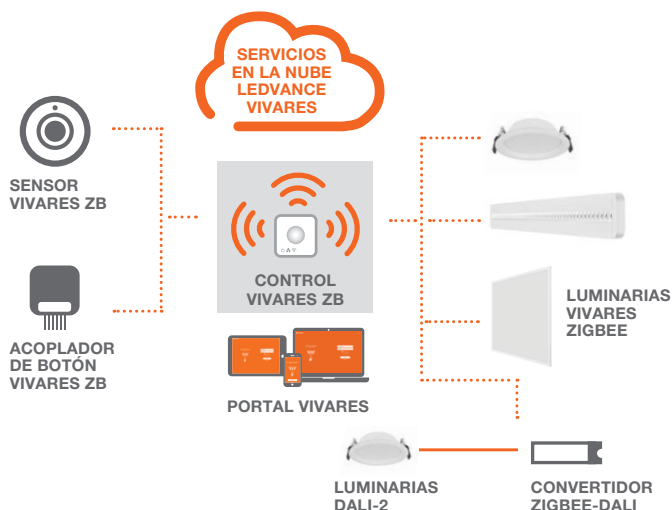 SERVICIOS
EN LA NUBE
LEDVANCE
VIVARES
SENSOR
VIVARES ZB
CONTROL
VIVARES ZB
LUMINARIAS
VIVARES
ZIGBEE
ACOPLADOR
DE BOTÓN
VIVARES ZB
PORTAL VIVARES
LUMINARIAS
DALI-2
CONVERTIDOR
ZIGBEE-DALI